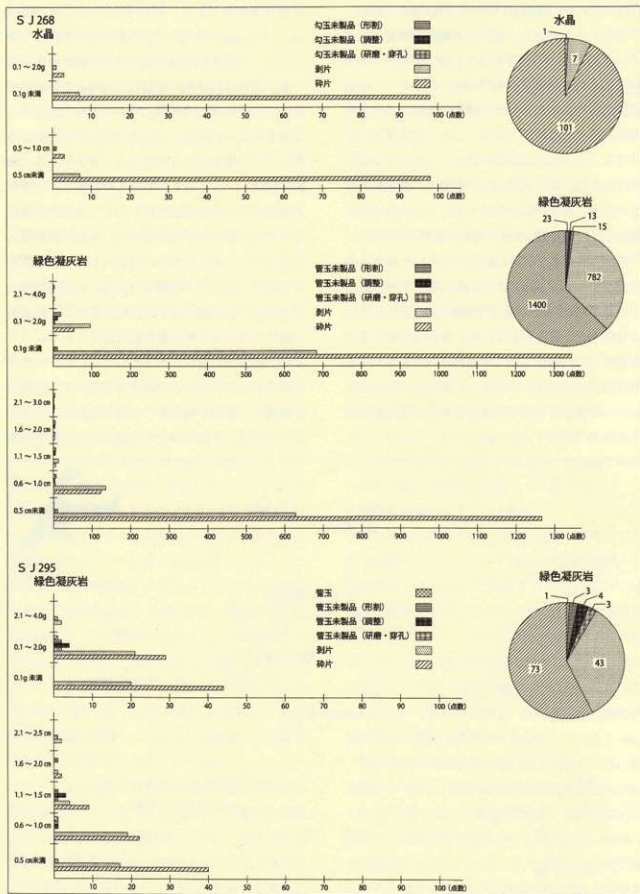 ＳＪ268
水晶
勾玉未製品（形割）
勾玉未製品（調整）
勾玉未製品（研磨・穿孔）
剥片
砕片
0.1～2.0g
0.1g 未満
10 20 30 40 50 60 70 80 90 100（点数）
0.5～1.0㎝
0.5㎝未満
10 20 30 40 50 60 70 80 90 100（点数）
水晶
1
7
101
緑色凝灰岩
管玉未製品（形割）
管玉未製品（調整）
管玉未製品（研磨・穿孔）
剥片
砕片
2.1～4.0g
0.1～2.0g
0.1g 未満
100 200 300 400 500 600 700 800 900 1000 1100 1200 1300（点数）
2.1～3.0㎝
1.6～2.0㎝
1.1～1.5㎝
0.6～1.0㎝
0.5㎝未満
100 200 300 400 500 600 700 800 900 1000 1100 1200 1300（点数）
緑色凝灰岩
23
13
15
782
1400
ＳＪ295
緑色凝灰岩
管玉
管玉未製品（形割）
管玉未製品（調整）
管玉未製品（研磨・穿孔）
剥片
砕片
2.1～4.0g
0.1～2.0g
0.1g 未満
10 20 30 40 50 60 70 80 90 100（点数）
2.1～2.5㎝
1.6～2.0㎝
1.1～1.5㎝
0.6～1.0㎝
0.5㎝未満
10 20 30 40 50 60 70 80 90 100（点数）
緑色凝灰岩
1
3
4
3
43
73